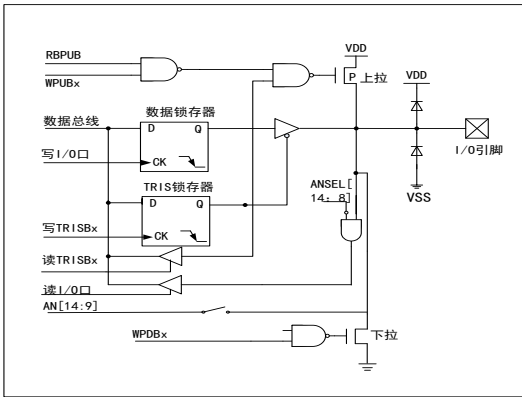 RBPUB
WPUBx
VDD
P 上拉
VDD
数据总线
数据锁存器
D Q
CK
写I/O口
I/O引脚
VSS
TRIS锁存器
D Q
CK
ANSEL[
14:8]
写TRISBx
读TRISBx
读I/O口
AN[14:9]
WPDBx
下拉